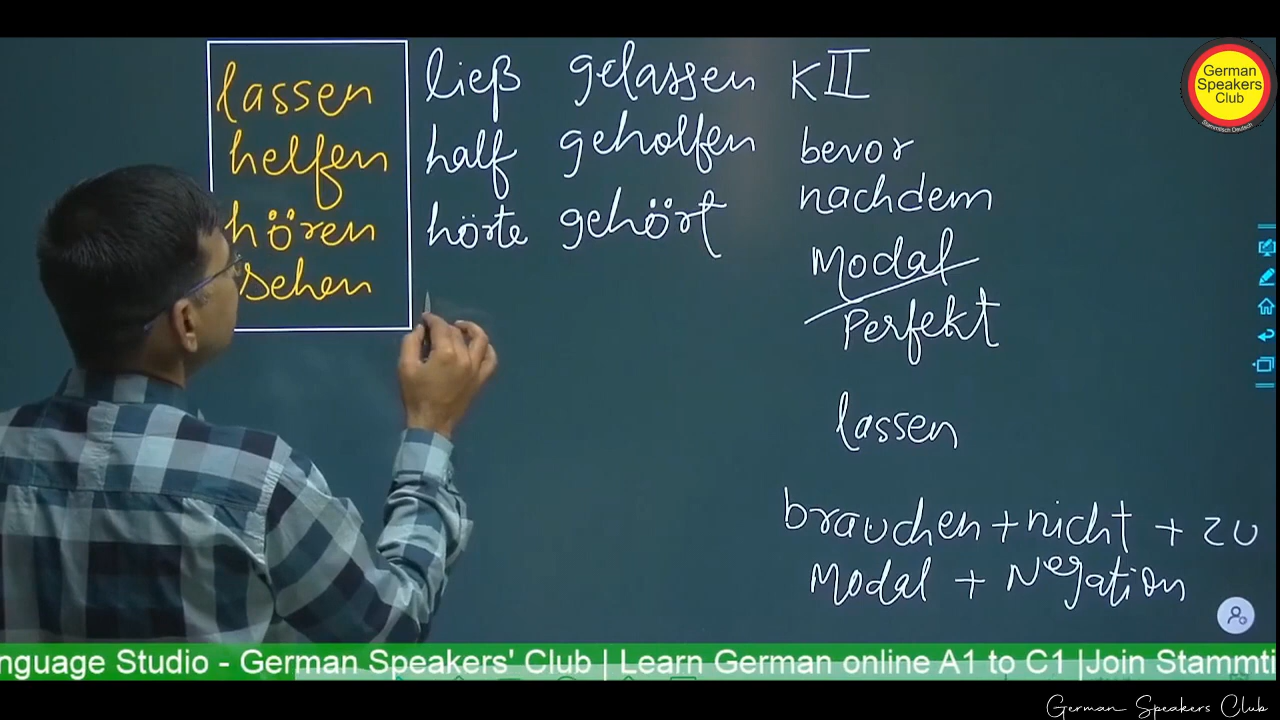 lassen ließ gelassen KII
helfen half geholfen bevor
nachdem
hören hörte gehört
Modal
sehen
Perfekt
lassen
brauchen + nicht + zu
Modal + Negation
German
Speakers
Club
Stammtisch Deutsch
nguage Studio - German Speakers' Club | Learn German online A1 to C1 |Join Stammti
German Speakers Club